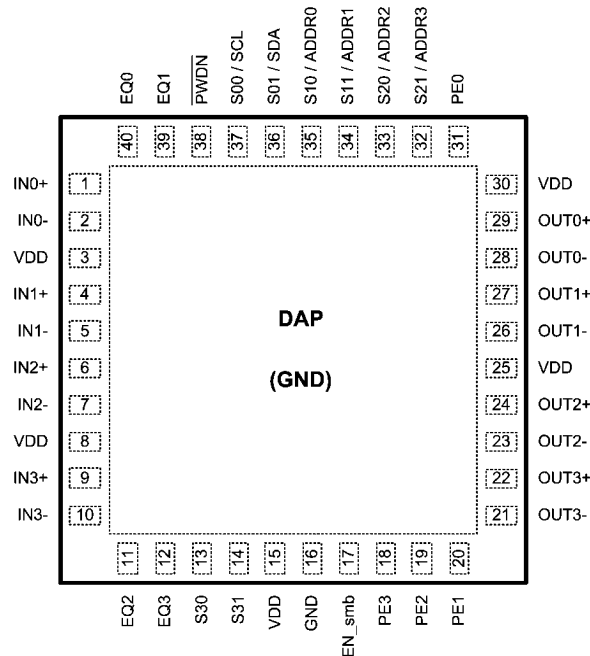 EQ0
EQ1
PWDN
S00 / SCL
S01 / SDA
S10 / ADDR0
S11 / ADDR1
S20 / ADDR2
S21 / ADDR3
PE0
40
39
38
37
36
35
34
33
32
31
IN0+ 1
30 VDD
IN0- 2
29 OUT0+
VDD 3
28 OUT0-
IN1+ 4
27 OUT1+
IN1- 5
26 OUT1-
IN2+ 6
25 VDD
IN2- 7
24 OUT2+
VDD 8
23 OUT2-
IN3+ 9
22 OUT3+
IN3- 10
21 OUT3-
DAP
(GND)
11
12
13
14
15
16
17
18
19
20
EQ2
EQ3
S30
S31
VDD
GND
EN_smb
PE3
PE2
PE1